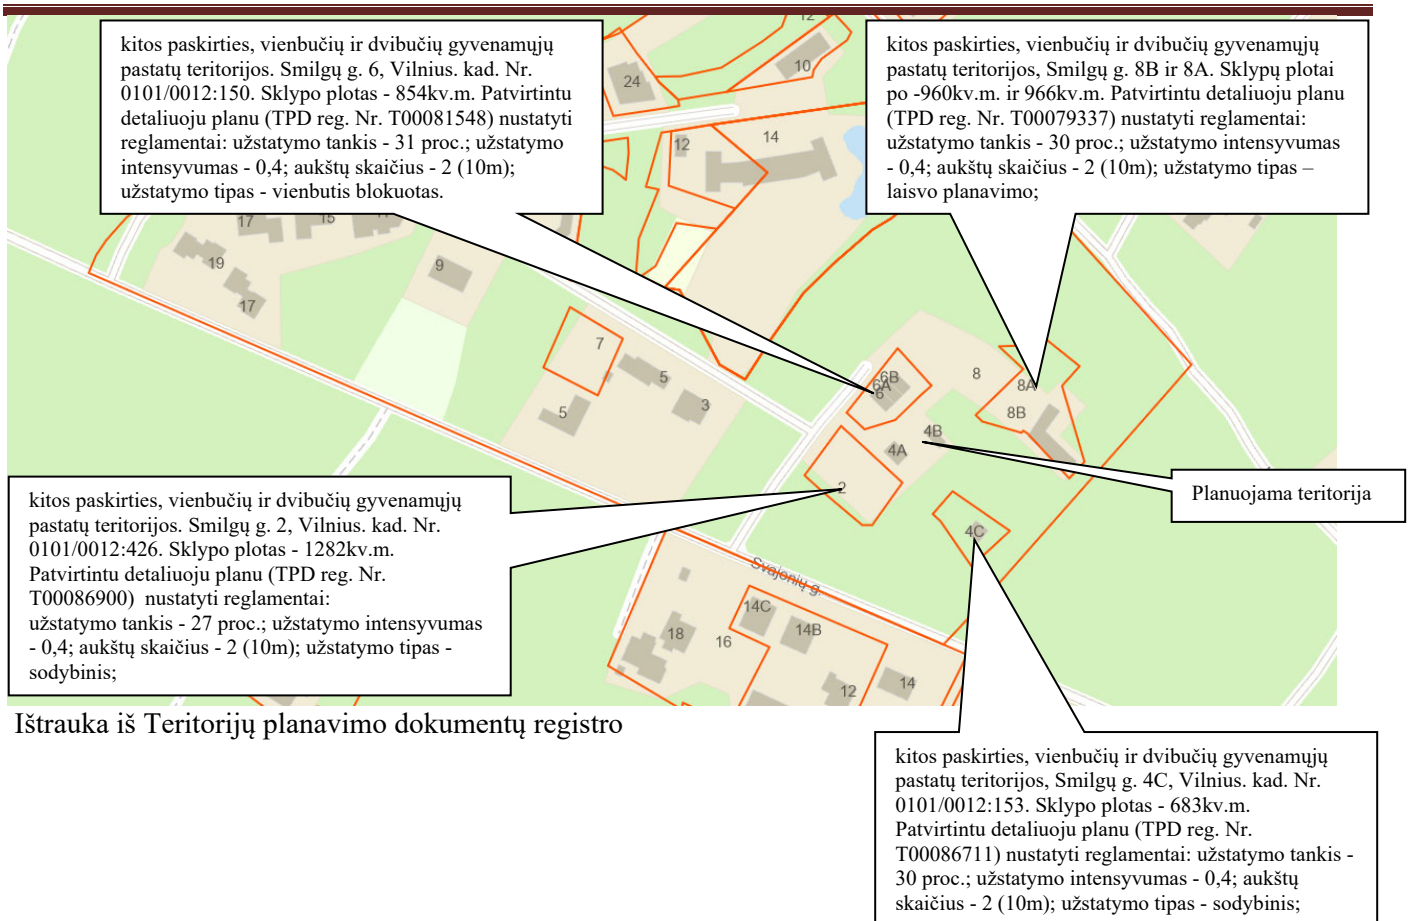 kitos paskirties, vienbučių ir dvibučių gyvenamųjų
pastatų teritorijos. Smilgų g. 6, Vilnius. kad. Nr.
0101/0012:150. Sklypo plotas - 854kv.m. Patvirtintu
detaliuoju planu (TPD reg. Nr. T00081548) nustatyti
reglamentai: užstatymo tankis - 31 proc.; užstatymo
intensyvumas - 0,4; aukštų skaičius - 2 (10m);
užstatymo tipas - vienbutis blokuotas.
kitos paskirties, vienbučių ir dvibučių gyvenamųjų
pastatų teritorijos, Smilgų g. 8B ir 8A. Sklypų plotai
po -960kv.m. ir 966kv.m. Patvirtintu detaliuoju planu
(TPD reg. Nr. T00079337) nustatyti reglamentai:
užstatymo tankis - 30 proc.; užstatymo intensyvumas
- 0,4; aukštų skaičius - 2 (10m); užstatymo tipas –
laisvo planavimo;
12
24
10
12
14
17
15
19
17
9
7
5
5
3
6B
6A
6
8
8A
8B
4B
4A
2
4C
Planuojama teritorija
kitos paskirties, vienbučių ir dvibučių gyvenamųjų
pastatų teritorijos. Smilgų g. 2, Vilnius. kad. Nr.
0101/0012:426. Sklypo plotas - 1282kv.m.
Patvirtintu detaliuoju planu (TPD reg. Nr.
T00086900) nustatyti reglamentai:
užstatymo tankis - 27 proc.; užstatymo intensyvumas
- 0,4; aukštų skaičius - 2 (10m); užstatymo tipas -
sodybinis;
Svajonių g.
14C
14B
18
16
12
14
Ištrauka iš Teritorijų planavimo dokumentų registro
kitos paskirties, vienbučių ir dvibučių gyvenamųjų
pastatų teritorijos, Smilgų g. 4C, Vilnius. kad. Nr.
0101/0012:153. Sklypo plotas - 683kv.m.
Patvirtintu detaliuoju planu (TPD reg. Nr.
T00086711) nustatyti reglamentai: užstatymo tankis -
30 proc.; užstatymo intensyvumas - 0,4; aukštų
skaičius - 2 (10m); užstatymo tipas - sodybinis;